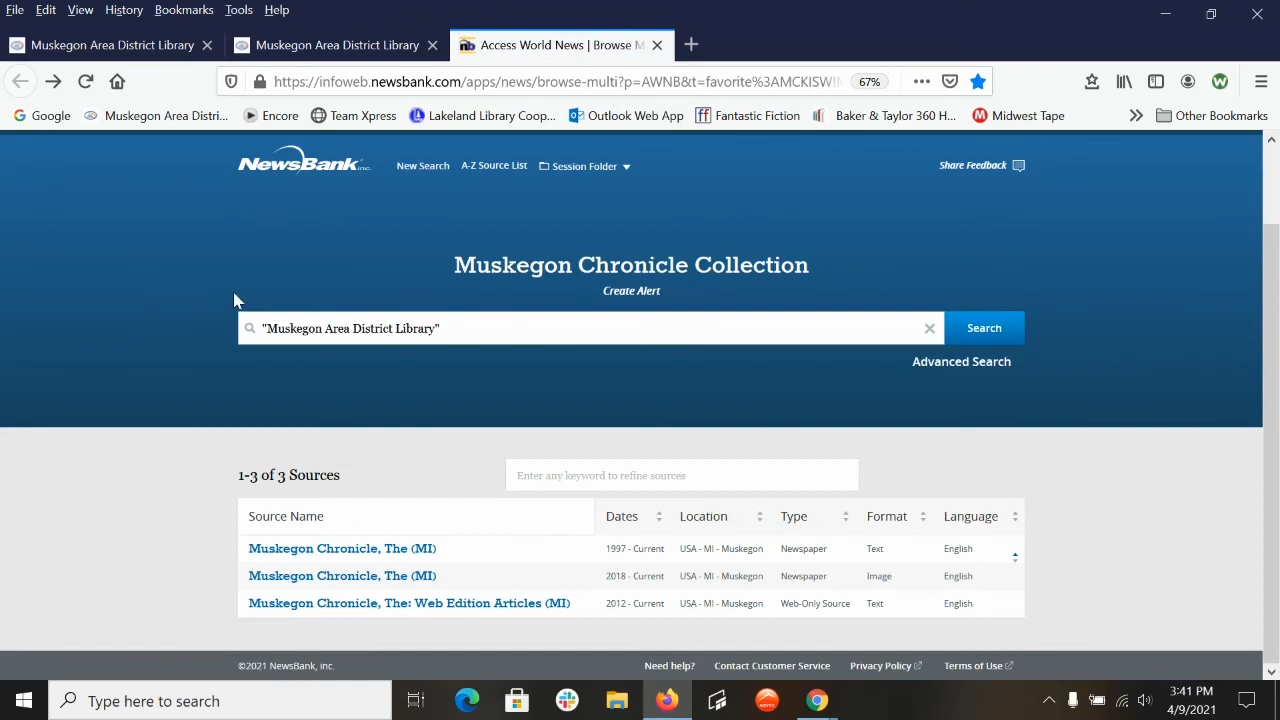 File Edit View History Bookmarks Tools Help
Muskegon Area District Library Muskegon Area District Library Access World News | Browse M
https://infoweb.newsbank.com/apps/news/browse-multi?p=AWNB&t=favorite%3AMCKISWIM 67%
Google Muskegon Area Distri... Encore Team Xpress Lakeland Library Coop... Outlook Web App Fantastic Fiction Baker & Taylor 360 H... Midwest Tape Other Bookmarks
NewsBank inc. New Search A-Z Source List Session Folder Share Feedback
Muskegon Chronicle Collection
Create Alert
"Muskegon Area District Library" Search
Advanced Search
1-3 of 3 Sources Enter any keyword to refine sources
Source Name Dates Location Type Format Language
Muskegon Chronicle, The (MI) 1997 - Current USA - MI - Muskegon Newspaper Text English
Muskegon Chronicle, The (MI) 2018 - Current USA - MI - Muskegon Newspaper Image English
Muskegon Chronicle, The: Web Edition Articles (MI) 2012 - Current USA - MI - Muskegon Web-Only Source Text English
©2021 NewsBank, inc. Need help? Contact Customer Service Privacy Policy Terms of Use
Type here to search 3:41 PM
4/9/2021